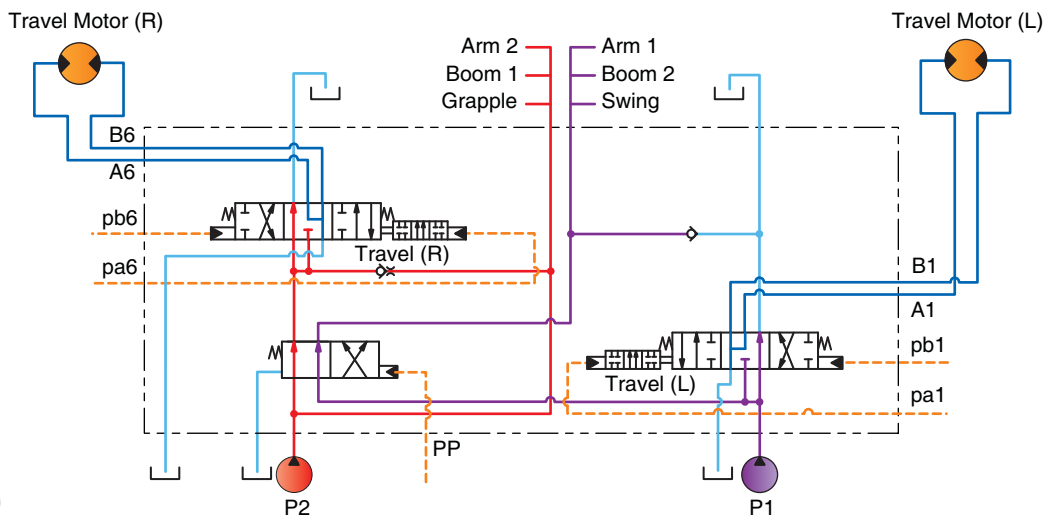 Travel Motor (R)
Travel Motor (L)
Arm 2
Arm 1
Boom 1
Boom 2
Grapple
Swing
B6
A6
pb6
Travel (R)
pa6
B1
A1
pb1
Travel (L)
pa1
PP
P2
P1